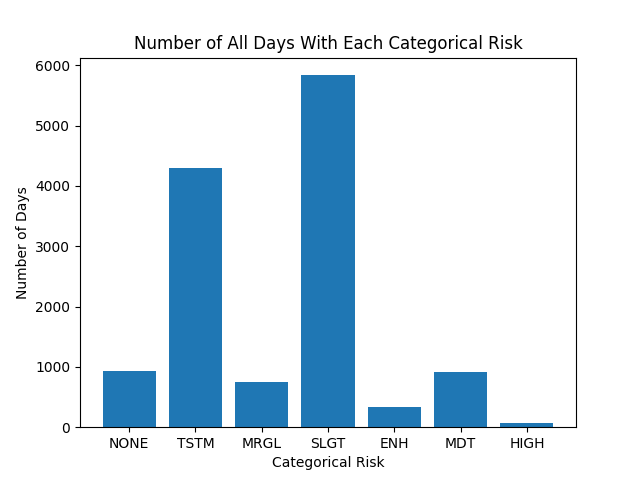 Number of All Days With Each Categorical Risk
6000
5000
4000
3000
2000
1000
0
Number of Days
NONE TSTM MRGL SLGT ENH MDT HIGH
Categorical Risk